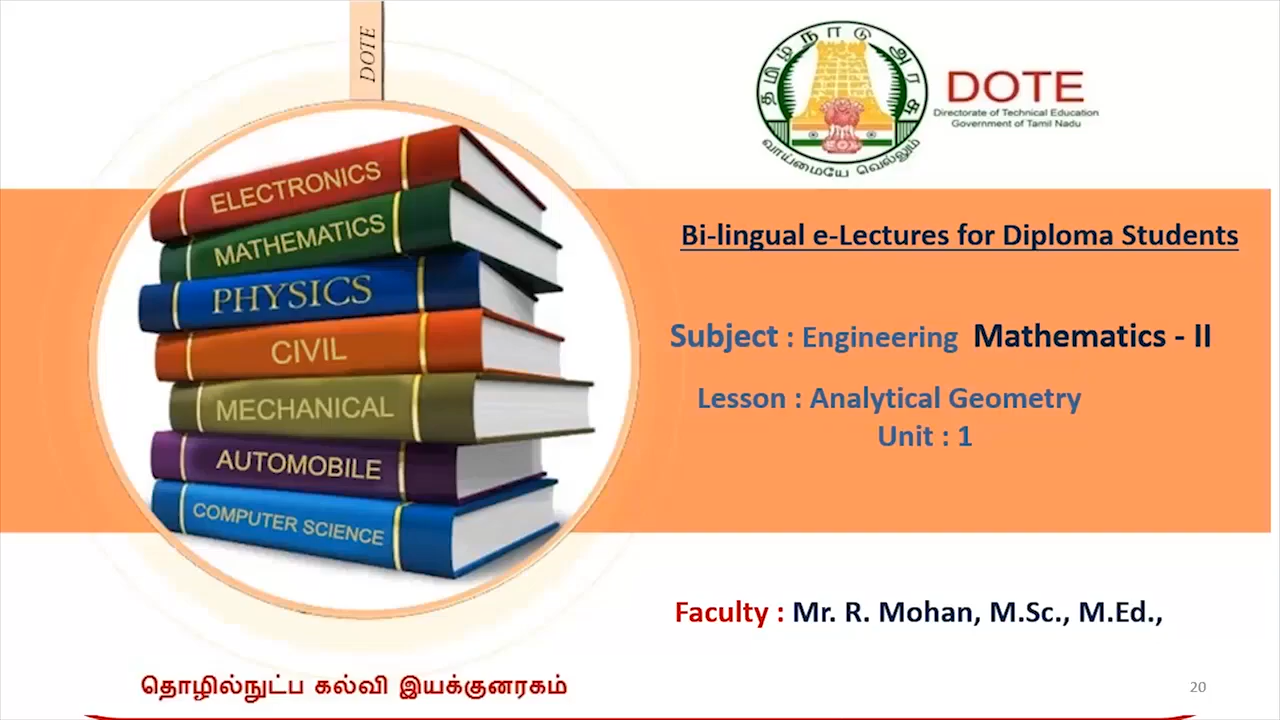 DOTE
தமிழ்நாடு அரசு
வாய்மையே வெல்லும்
DOTE
Directorate of Technical Education
Government of Tamil Nadu
ELECTRONICS
MATHEMATICS
PHYSICS
CIVIL
MECHANICAL
AUTOMOBILE
COMPUTER SCIENCE
Bi-lingual e-Lectures for Diploma Students
Subject : Engineering Mathematics - II
Lesson : Analytical Geometry
Unit : 1
Faculty : Mr. R. Mohan, M.Sc., M.Ed.,
தொழில்நுட்ப கல்வி இயக்குனரகம்
20